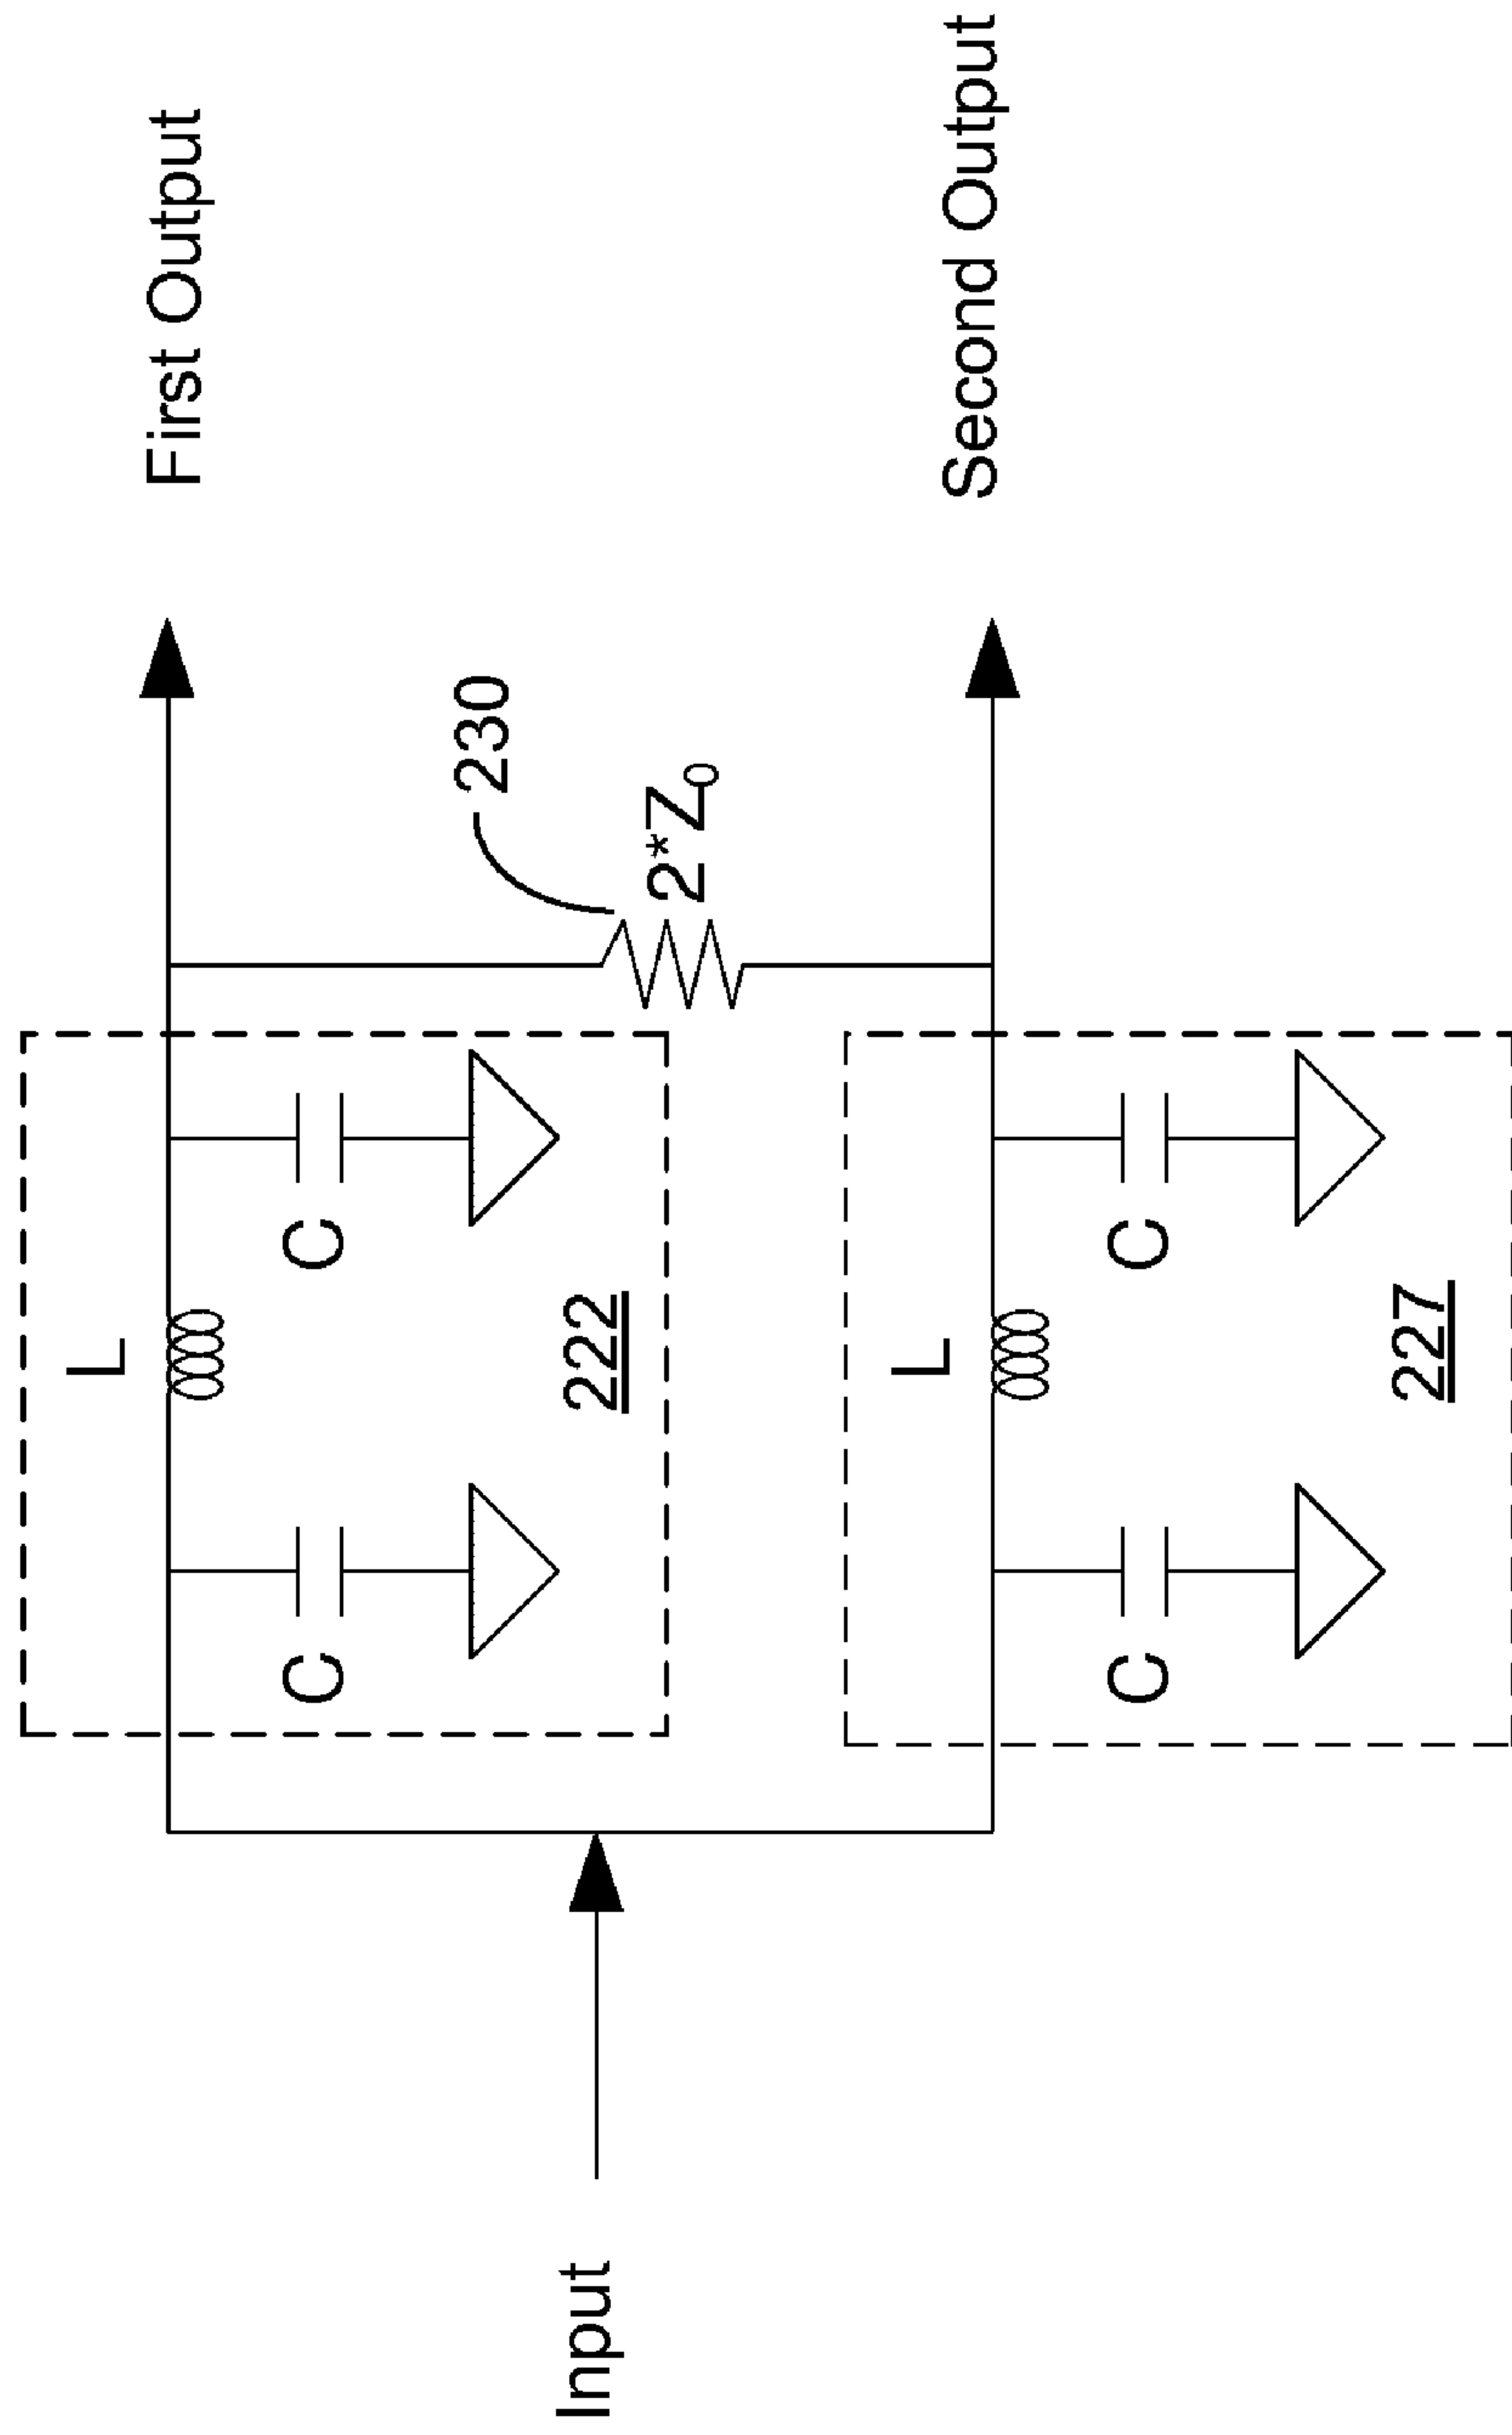 First Output
L
C
C
222
230
2*Z₀
Input
Second Output
L
C
C
227